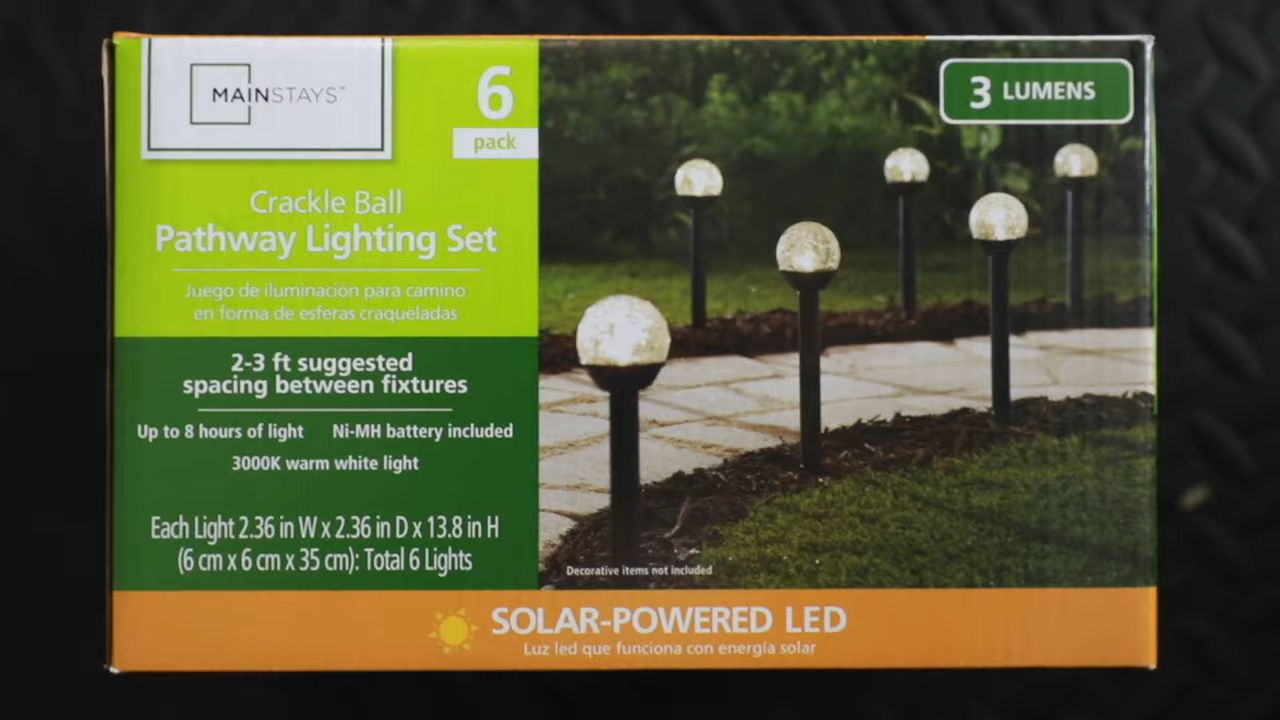 MAINSTAYS™
6
pack
3 LUMENS
Crackle Ball
Pathway Lighting Set
Juego de iluminación para camino
en forma de esferas craqueladas
2-3 ft suggested
spacing between fixtures
Up to 8 hours of light Ni-MH battery included
3000K warm white light
Each Light 2.36 in W x 2.36 in D x 13.8 in H
(6 cm x 6 cm x 35 cm): Total 6 Lights
Decorative items not included
SOLAR-POWERED LED
Luz led que funciona con energía solar